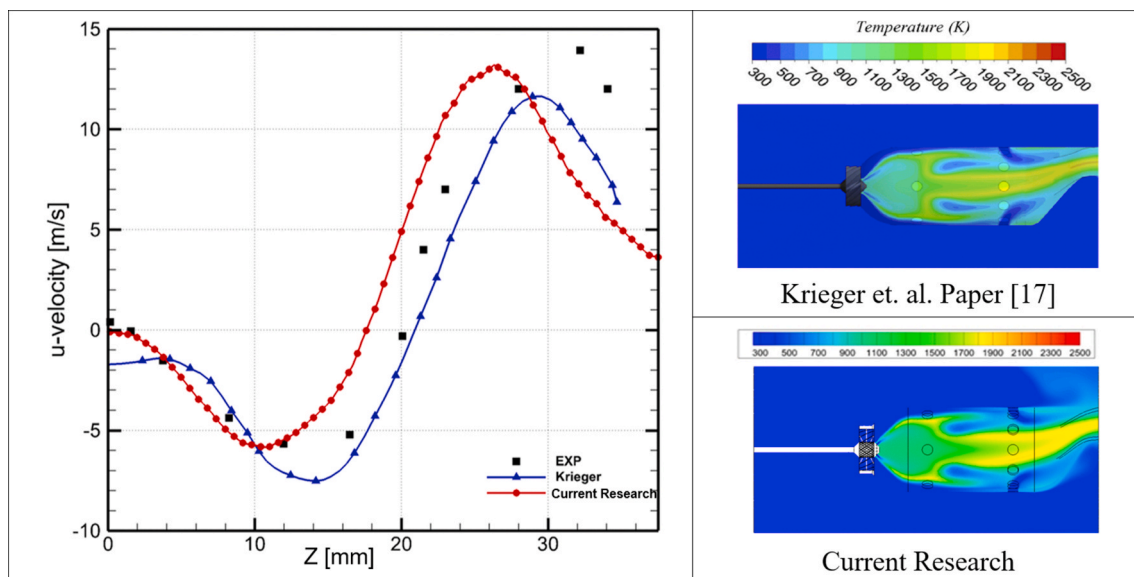 15
10
5
0
-5
-10
u-velocity [m/s]
0
10
20
30
Z [mm]
EXP
Krieger
Current Research
Temperature (K)
300 500 700 900 1100 1300 1500 1700 1900 2100 2300 2500
Krieger et. al. Paper [17]
300 500 700 900 1100 1300 1500 1700 1900 2100 2300 2500
Current Research